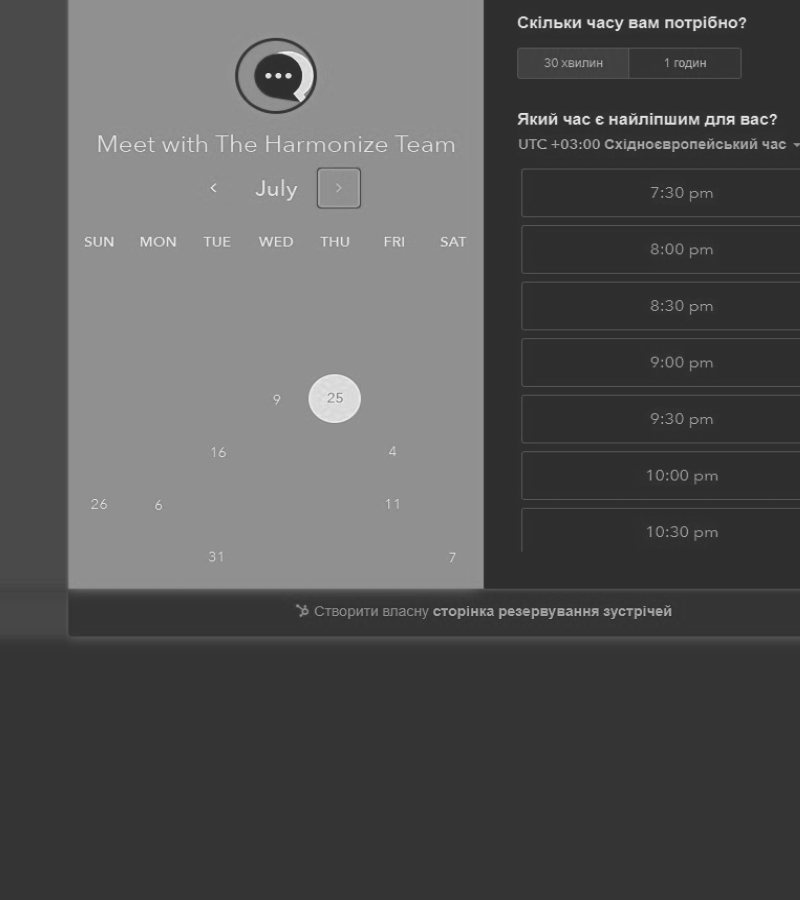 Meet with The Harmonize Team
July
SUN MON TUE WED THU FRI SAT
9 25
16 4
26 6 11
31 7
Скільки часу вам потрібно?
30 хвилин 1 годин
Який час є найліпшим для вас?
UTC +03:00 Східноєвропейський час
7:30 pm
8:00 pm
8:30 pm
9:00 pm
9:30 pm
10:00 pm
10:30 pm
Створити власну сторінка резервування зустрічей